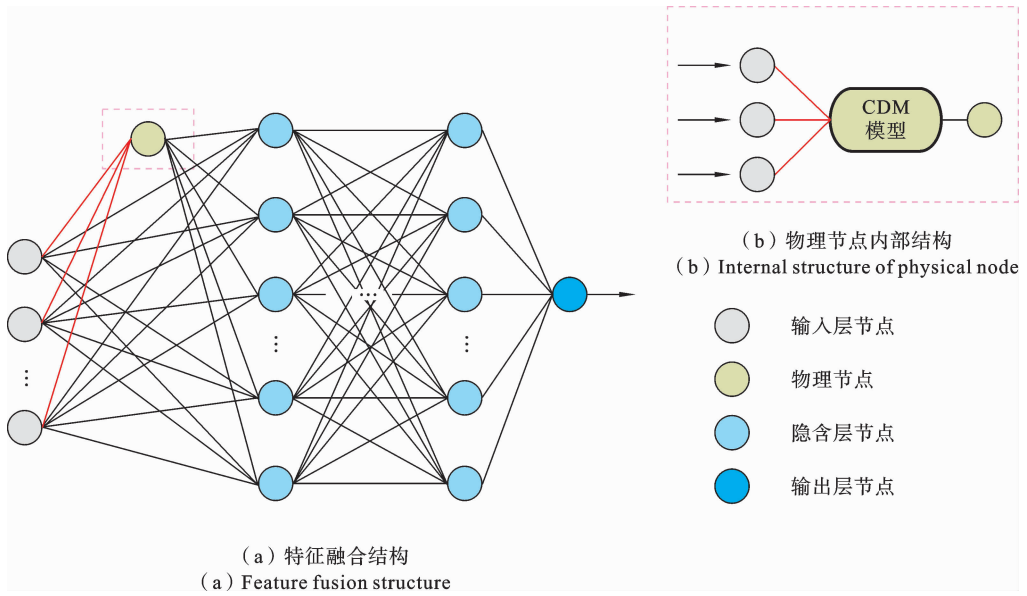 CDM
模型
（b）物理节点内部结构
（b）Internal structure of physical node
输入层节点
物理节点
隐含层节点
输出层节点
（a）特征融合结构
（a）Feature fusion structure